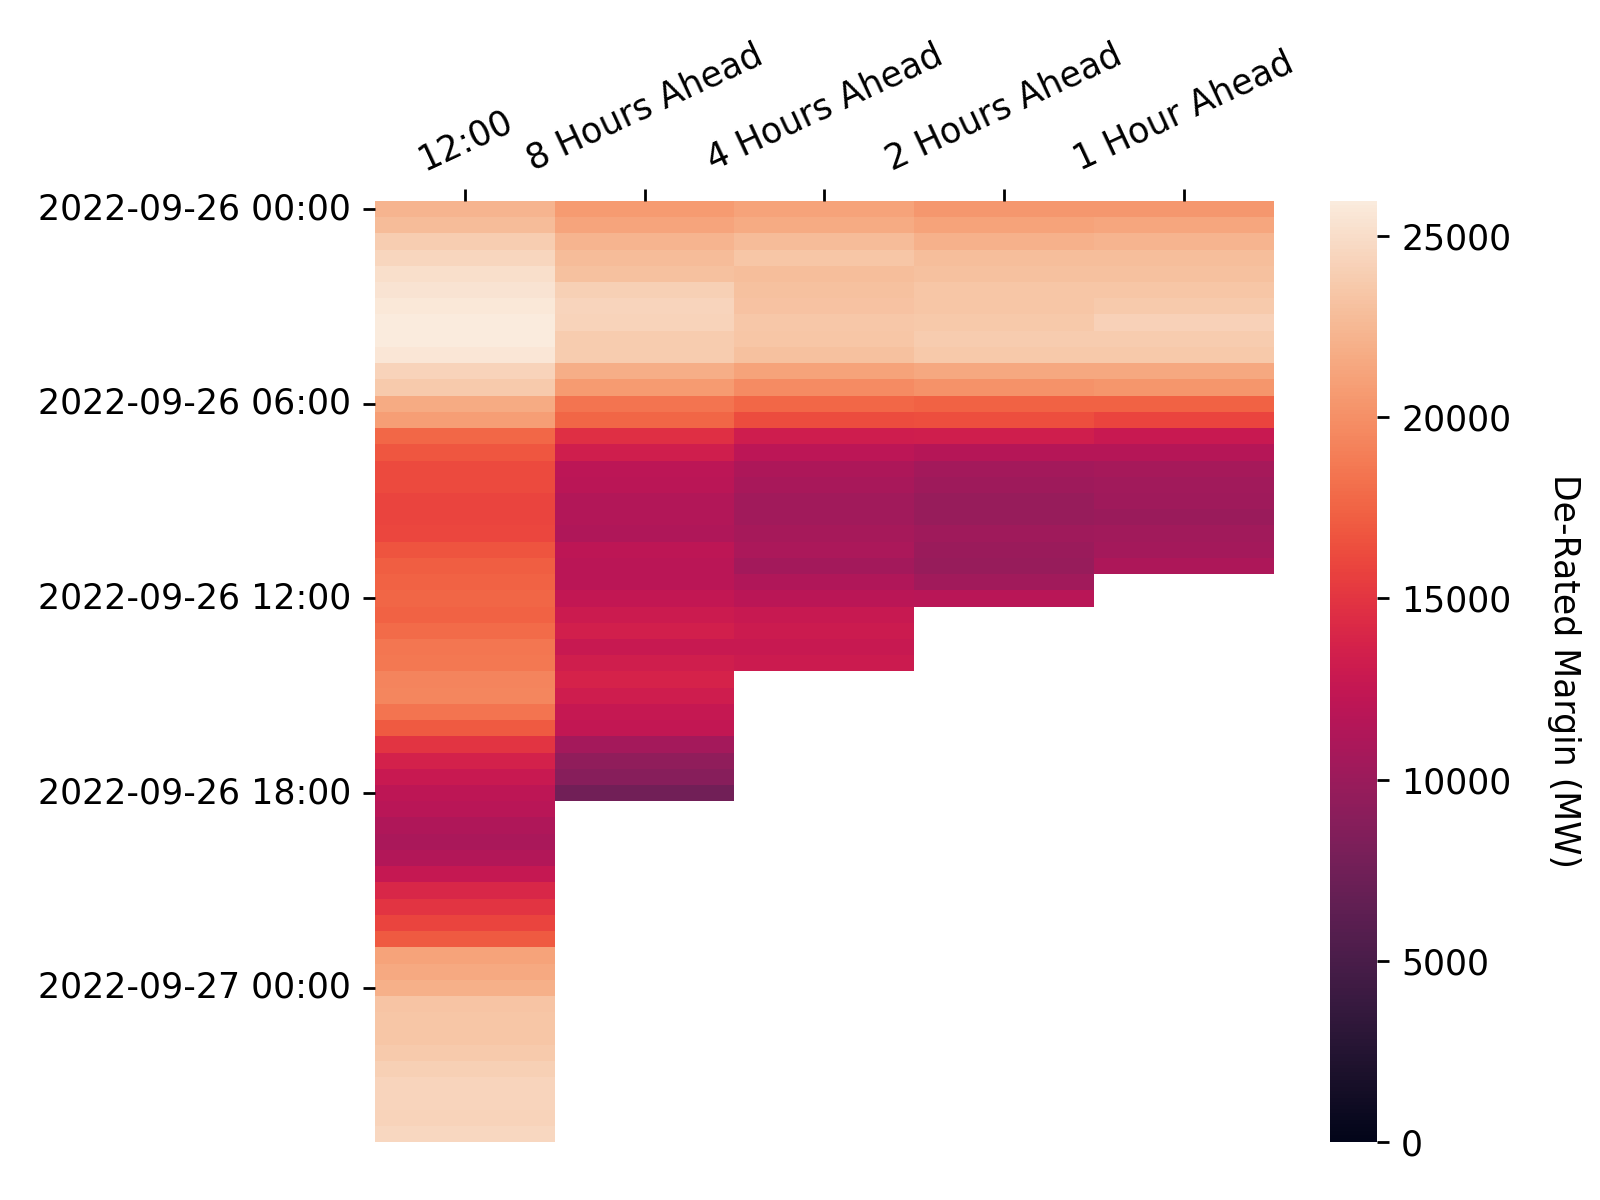 12:00
8 Hours Ahead
4 Hours Ahead
2 Hours Ahead
1 Hour Ahead
2022-09-26 00:00
2022-09-26 06:00
2022-09-26 12:00
2022-09-26 18:00
2022-09-27 00:00
25000
20000
15000
10000
5000
0
De-Rated Margin (MW)